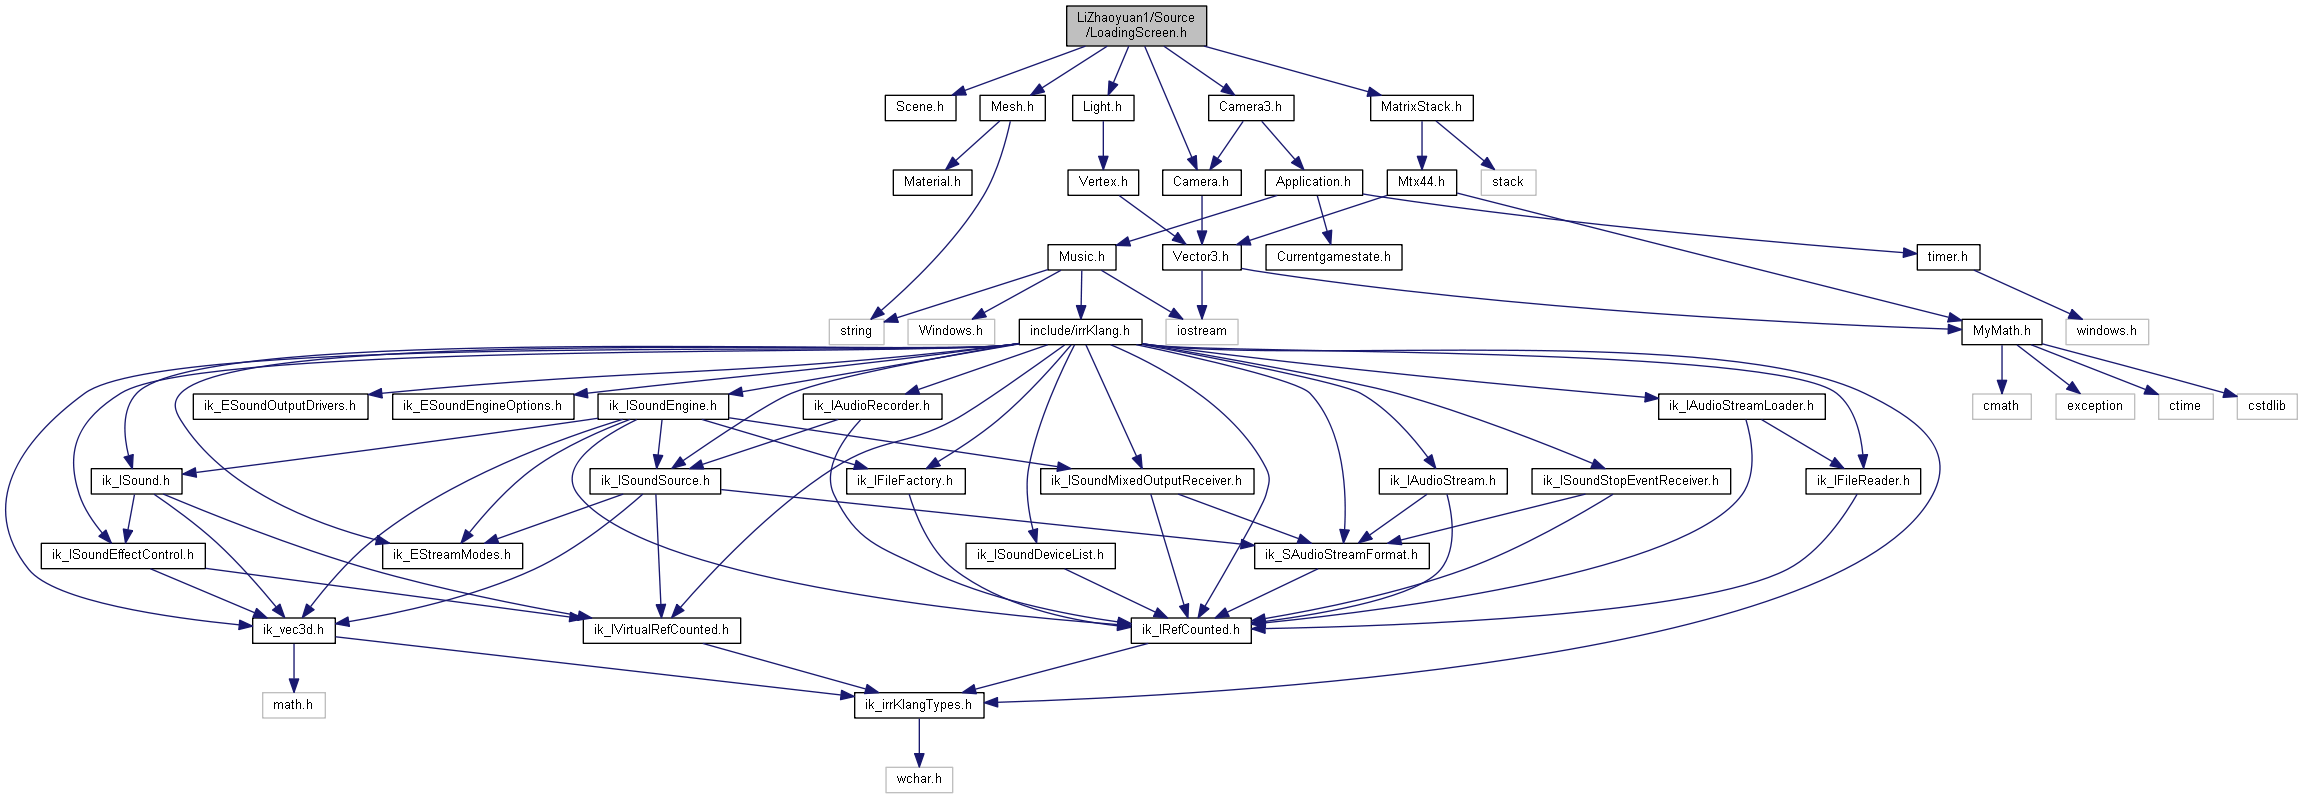 LiZhaoyuan1/Source
/LoadingScreen.h
Scene.h
Mesh.h
Light.h
Camera3.h
MatrixStack.h
Material.h
Vertex.h
Camera.h
Application.h
Mtx44.h
stack
Music.h
Vector3.h
Currentgamestate.h
timer.h
string
Windows.h
include/irrKlang.h
iostream
MyMath.h
windows.h
ik_ESoundOutputDrivers.h
ik_ESoundEngineOptions.h
ik_ISoundEngine.h
ik_IAudioRecorder.h
ik_IAudioStreamLoader.h
cmath
exception
ctime
cstdlib
ik_ISound.h
ik_ISoundSource.h
ik_IFileFactory.h
ik_ISoundMixedOutputReceiver.h
ik_IAudioStream.h
ik_ISoundStopEventReceiver.h
ik_IFileReader.h
ik_ISoundEffectControl.h
ik_EStreamModes.h
ik_ISoundDeviceList.h
ik_SAudioStreamFormat.h
ik_vec3d.h
ik_IVirtualRefCounted.h
ik_IRefCounted.h
math.h
ik_irrKlangTypes.h
wchar.h